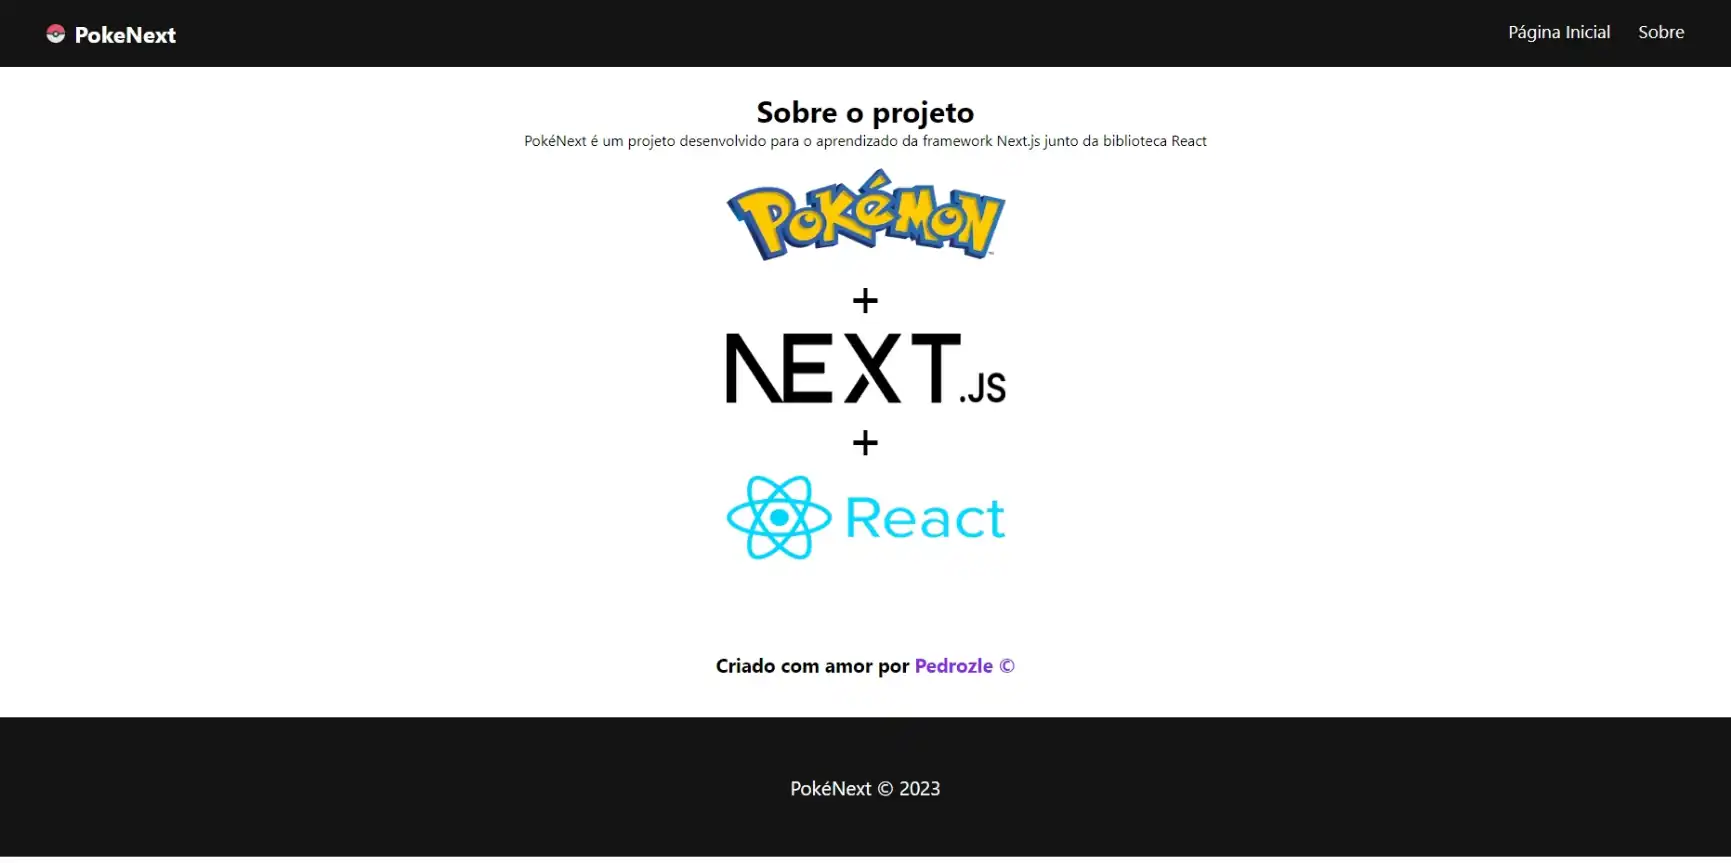 PokeNext
Página Inicial
Sobre
Sobre o projeto
PokéNext é um projeto desenvolvido para o aprendizado da framework Next.js junto da biblioteca React
POKéMON
+
NEXT.JS
+
React
Criado com amor por Pedrozle ©
PokéNext © 2023